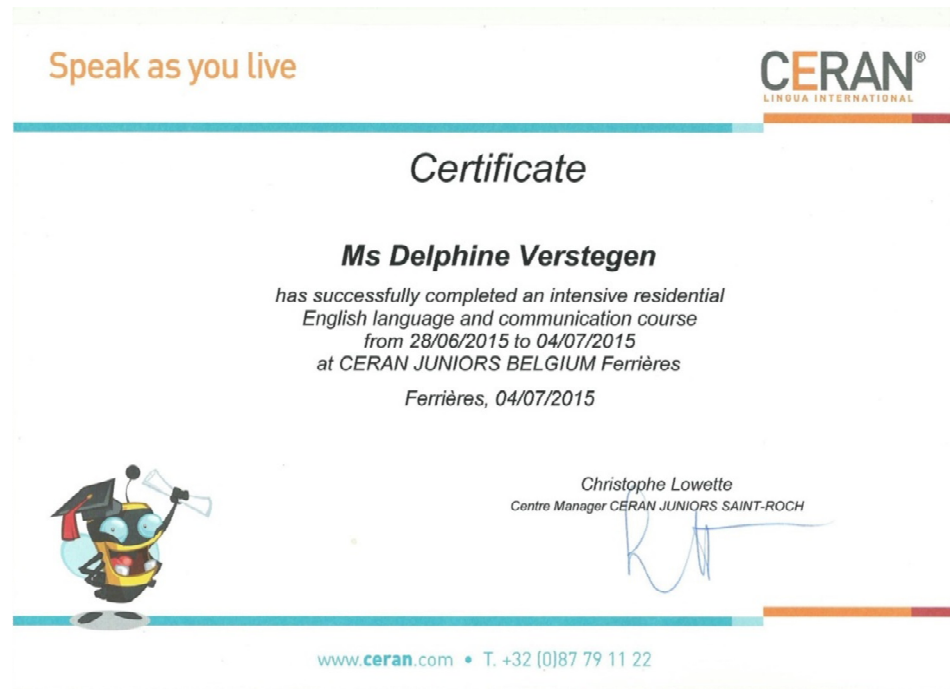 Speak as you live
CERAN®
LINGUA INTERNATIONAL
Certificate
Ms Delphine Verstegen
has successfully completed an intensive residential
English language and communication course
from 28/06/2015 to 04/07/2015
at CERAN JUNIORS BELGIUM Ferrières
Ferrières, 04/07/2015
Christophe Lowette
Centre Manager CERAN JUNIORS SAINT-ROCH
www.ceran.com • T. +32 (0)87 79 11 22